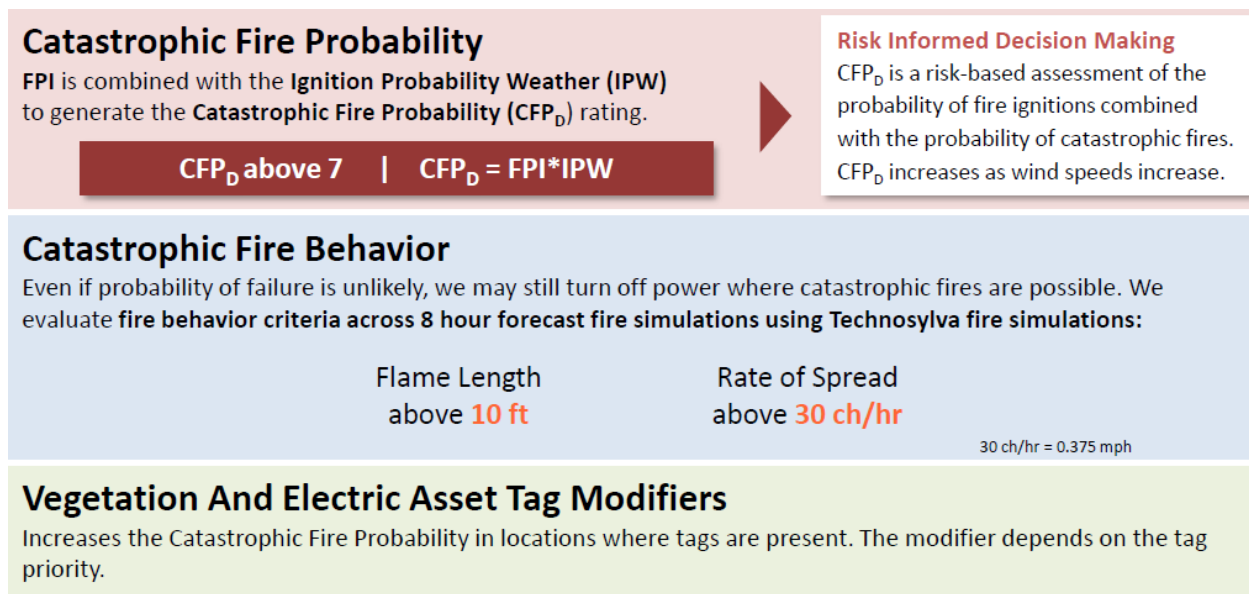 Catastrophic Fire Probability
FPI is combined with the Ignition Probability Weather (IPW)
to generate the Catastrophic Fire Probability (CFPD) rating.
CFPD above 7 | CFPD = FPI*IPW
Risk Informed Decision Making
CFPD is a risk-based assessment of the
probability of fire ignitions combined
with the probability of catastrophic fires.
CFPD increases as wind speeds increase.
Catastrophic Fire Behavior
Even if probability of failure is unlikely, we may still turn off power where catastrophic fires are possible. We
evaluate fire behavior criteria across 8 hour forecast fire simulations using Technosylva fire simulations:
Flame Length
above 10 ft
Rate of Spread
above 30 ch/hr
30 ch/hr = 0.375 mph
Vegetation And Electric Asset Tag Modifiers
Increases the Catastrophic Fire Probability in locations where tags are present. The modifier depends on the tag
priority.